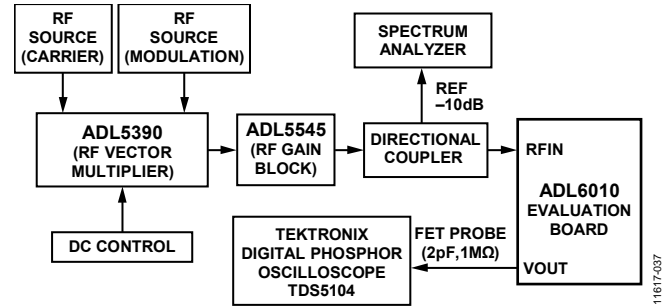 RF
SOURCE
(CARRIER)
RF
SOURCE
(MODULATION)
SPECTRUM
ANALYZER
REF
–10dB
ADL5390
(RF VECTOR
MULTIPLIER)
ADL5545
(RF GAIN
BLOCK)
DIRECTIONAL
COUPLER
RFIN
ADL6010
EVALUATION
BOARD
VOUT
DC CONTROL
TEKTRONIX
DIGITAL PHOSPHOR
OSCILLOSCOPE
TDS5104
FET PROBE
(2pF,1MΩ)
11617-037